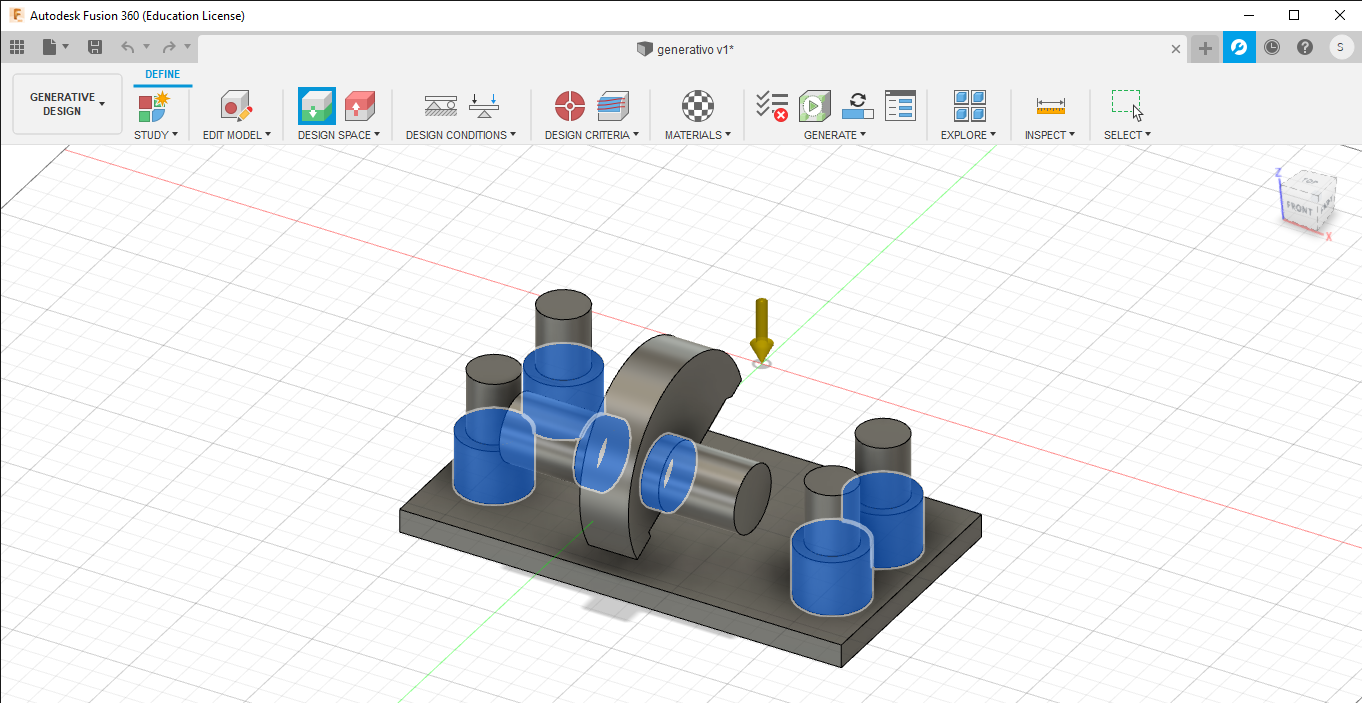 Autodesk Fusion 360 (Education License)
generativo v1*
S
DEFINE
GENERATIVE
DESIGN
STUDY
EDIT MODEL
DESIGN SPACE
DESIGN CONDITIONS
DESIGN CRITERIA
MATERIALS
GENERATE
EXPLORE
INSPECT
SELECT
Z
TOP
FRONT
X